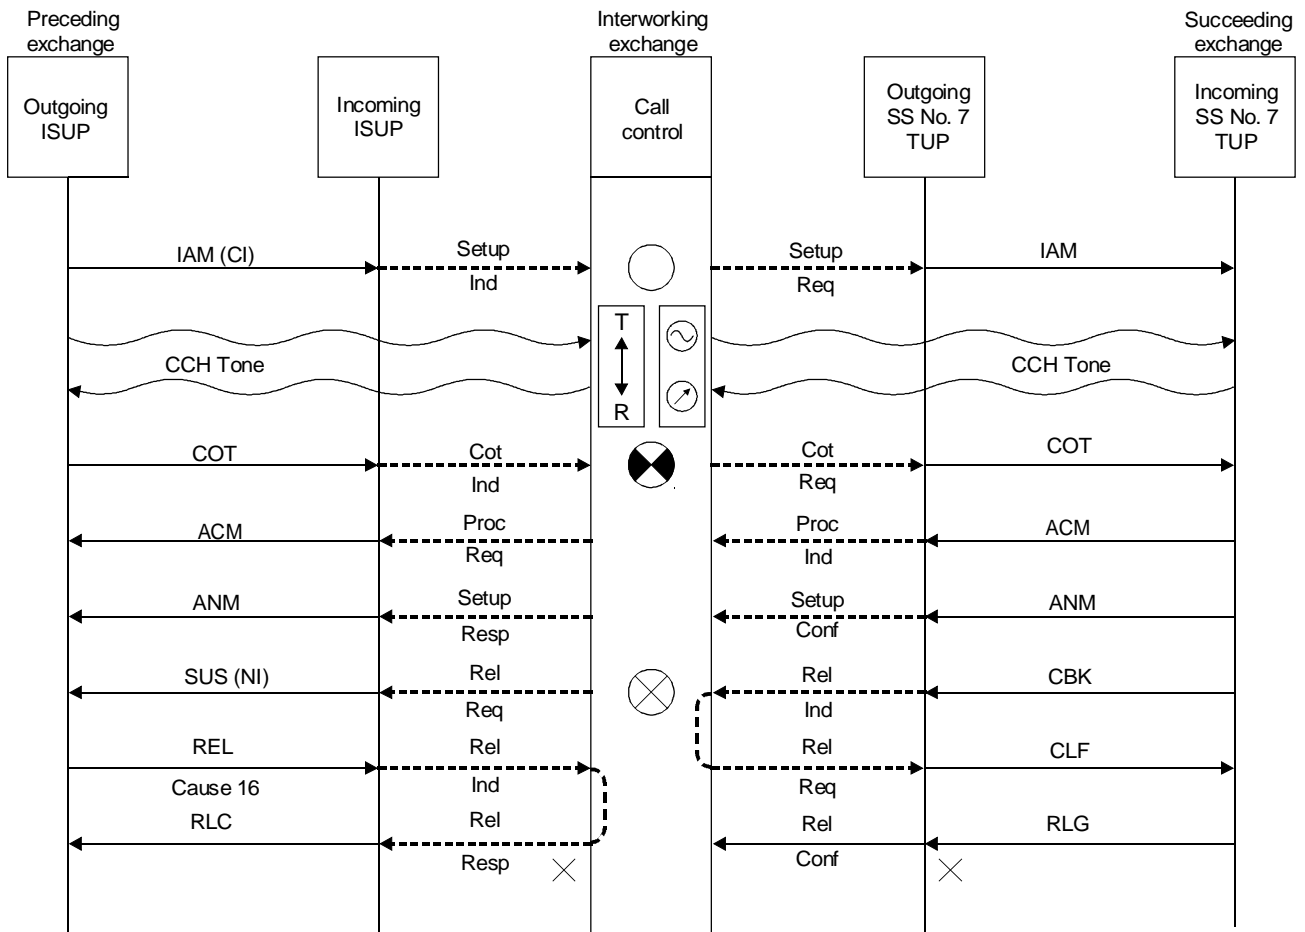 Preceding
exchange
Interworking
exchange
Succeeding
exchange
Outgoing
ISUP
Incoming
ISUP
Call
control
Outgoing
SS No. 7
TUP
Incoming
SS No. 7
TUP
IAM (CI)
Setup
Ind
Setup
Req
IAM
CCH Tone
T
R
CCH Tone
COT
Cot
Ind
Cot
Req
COT
ACM
Proc
Req
Proc
Ind
ACM
ANM
Setup
Resp
Setup
Conf
ANM
SUS (NI)
Rel
Req
Rel
Ind
CBK
REL
Cause 16
Rel
Ind
Rel
Req
CLF
RLC
Rel
Resp
Rel
Conf
RLG